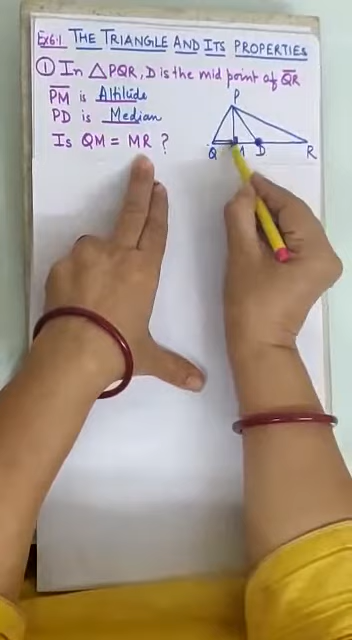 Ex6.1 THE TRIANGLE AND ITS PROPERTIES
① In △PQR, D is the mid point of QR
PM is Altitude
PD is Median
Is QM = MR ?
P
Q M D R